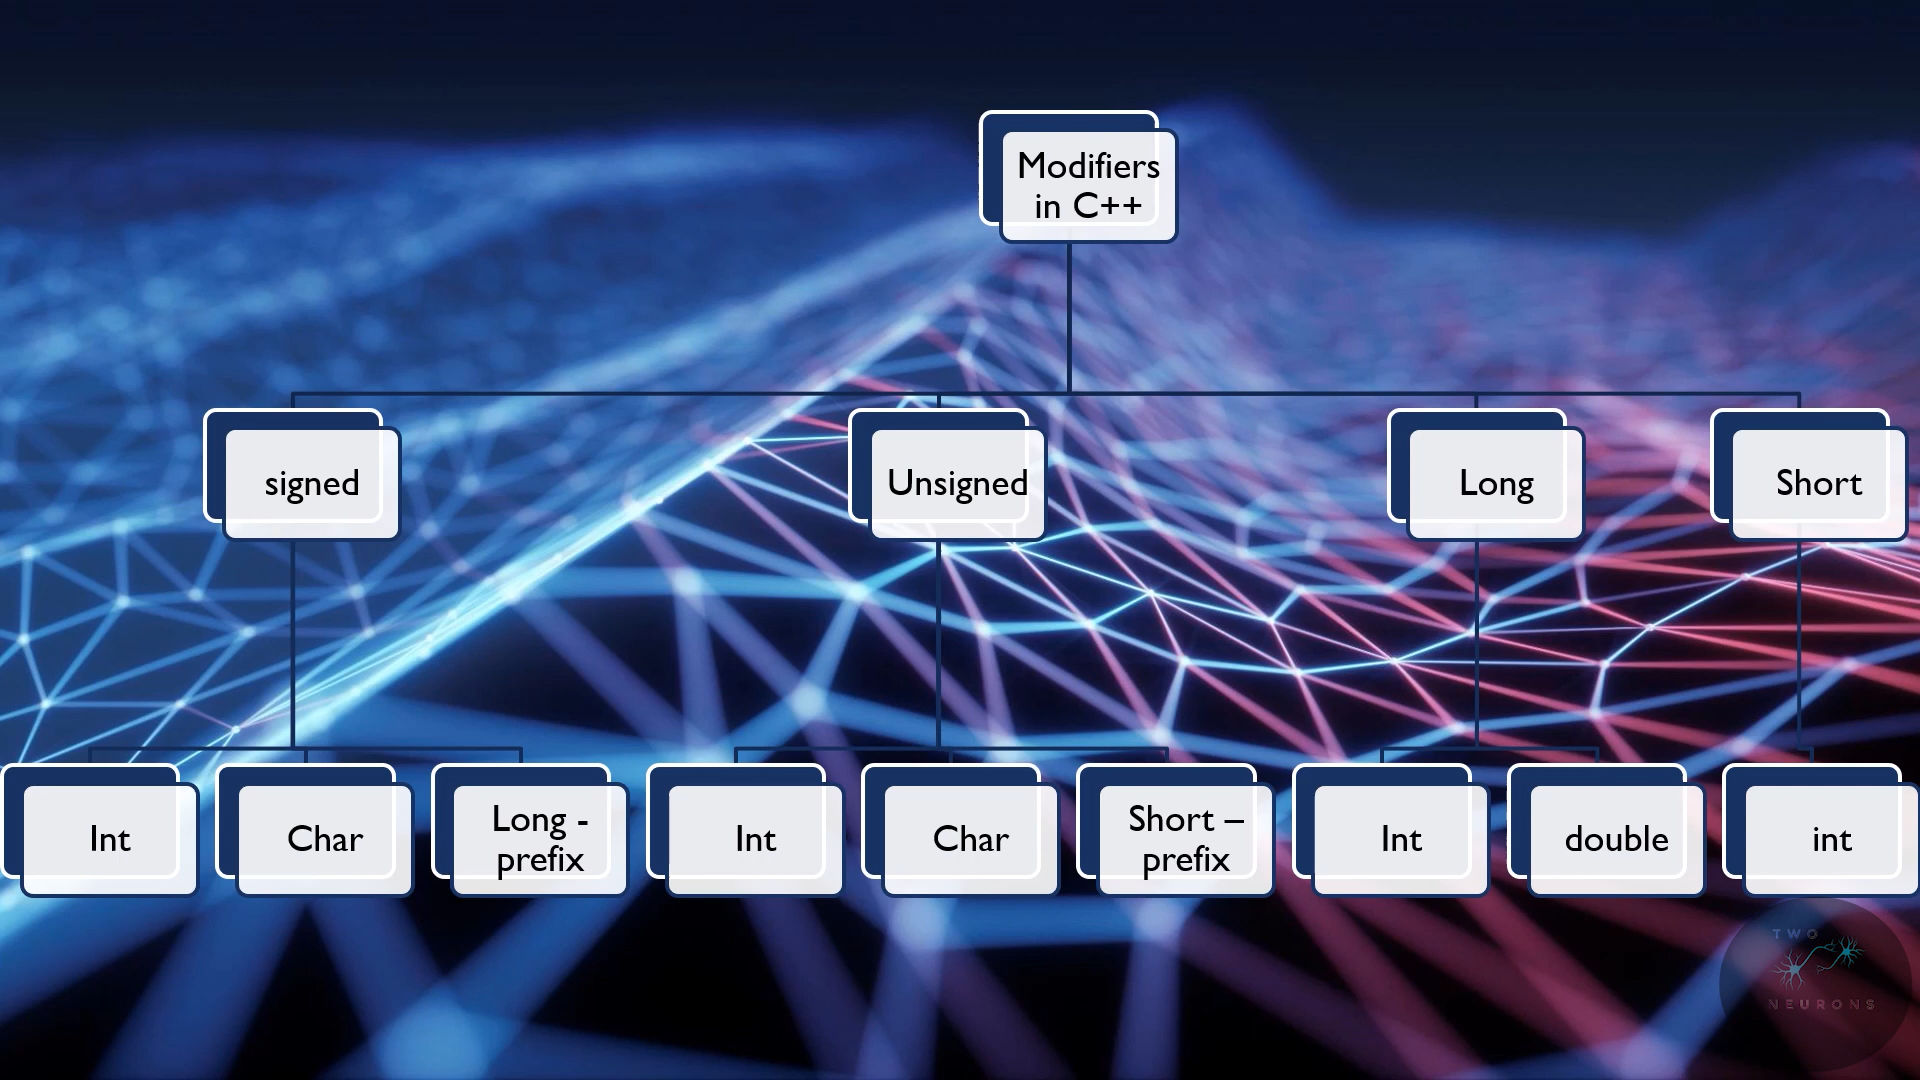 Modifiers
in C++
signed
Unsigned
Long
Short
Int
Char
Long -
prefix
Int
Char
Short –
prefix
Int
double
int
TWO
NEURONS